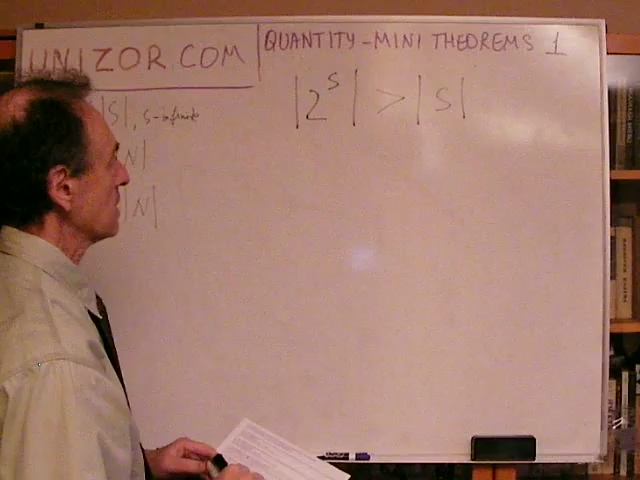 UNIZOR.COM
QUANTITY-MINI THEOREMS 1
|2^S| > |S|
|S|, S-infinite
N|
|N|